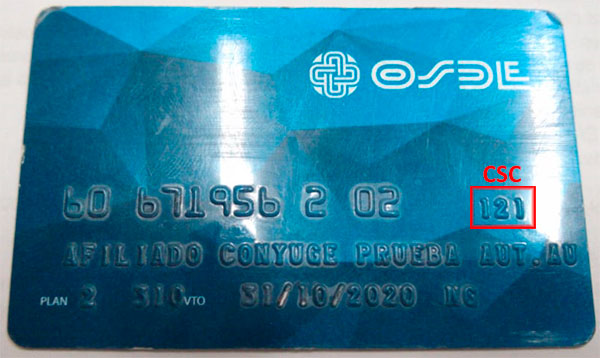 OSDE
CSC
60 671956 2 02 121
AFILIADO CONYUGE PRUEBA AUT.AU
PLAN 2 310 VTO 31/10/2020 NG